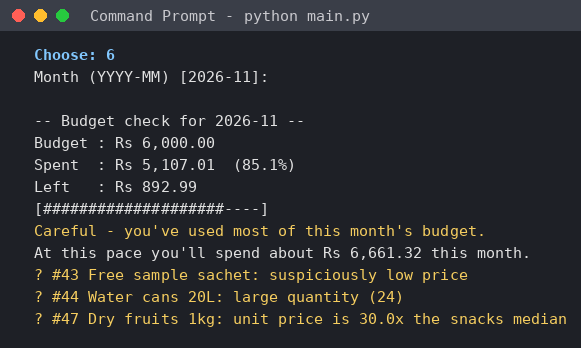 Command Prompt - python main.py
Choose: 6
Month (YYYY-MM) [2026-11]:
-- Budget check for 2026-11 --
Budget : Rs 6,000.00
Spent  : Rs 5,107.01  (85.1%)
Left   : Rs 892.99
[####################----]
Careful - you've used most of this month's budget.
At this pace you'll spend about Rs 6,661.32 this month.
? #43 Free sample sachet: suspiciously low price
? #44 Water cans 20L: large quantity (24)
? #47 Dry fruits 1kg: unit price is 30.0x the snacks median